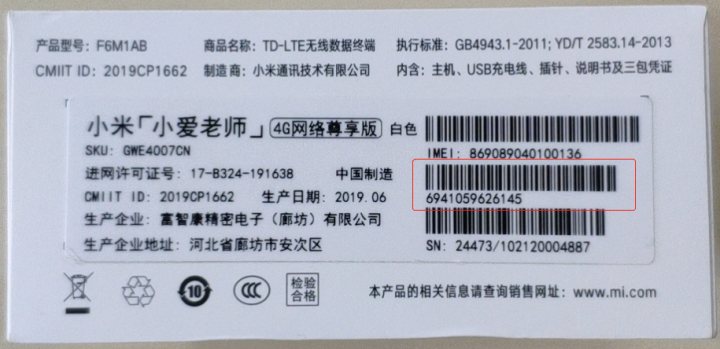 产品型号: F6M1AB 商品名称: TD-LTE无线数据终端 执行标准: GB4943.1-2011; YD/T 2583.14-2013
CMIIT ID: 2019CP1662 制造商: 小米通讯技术有限公司 内含: 主机、USB充电线、插针、说明书及三包凭证
小米「小爱老师」 4G网络尊享版 白色
SKU: GWE4007CN
IMEI: 869089040100136
进网许可证号: 17-B324-191638 中国制造
CMIIT ID: 2019CP1662 生产日期: 2019.06
6941059626145
生产企业: 富智康精密电子（廊坊）有限公司
生产企业地址: 河北省廊坊市安次区
SN: 24473/102120004887
10 CCC 检验合格 本产品的相关信息请查询销售网址: www.mi.com